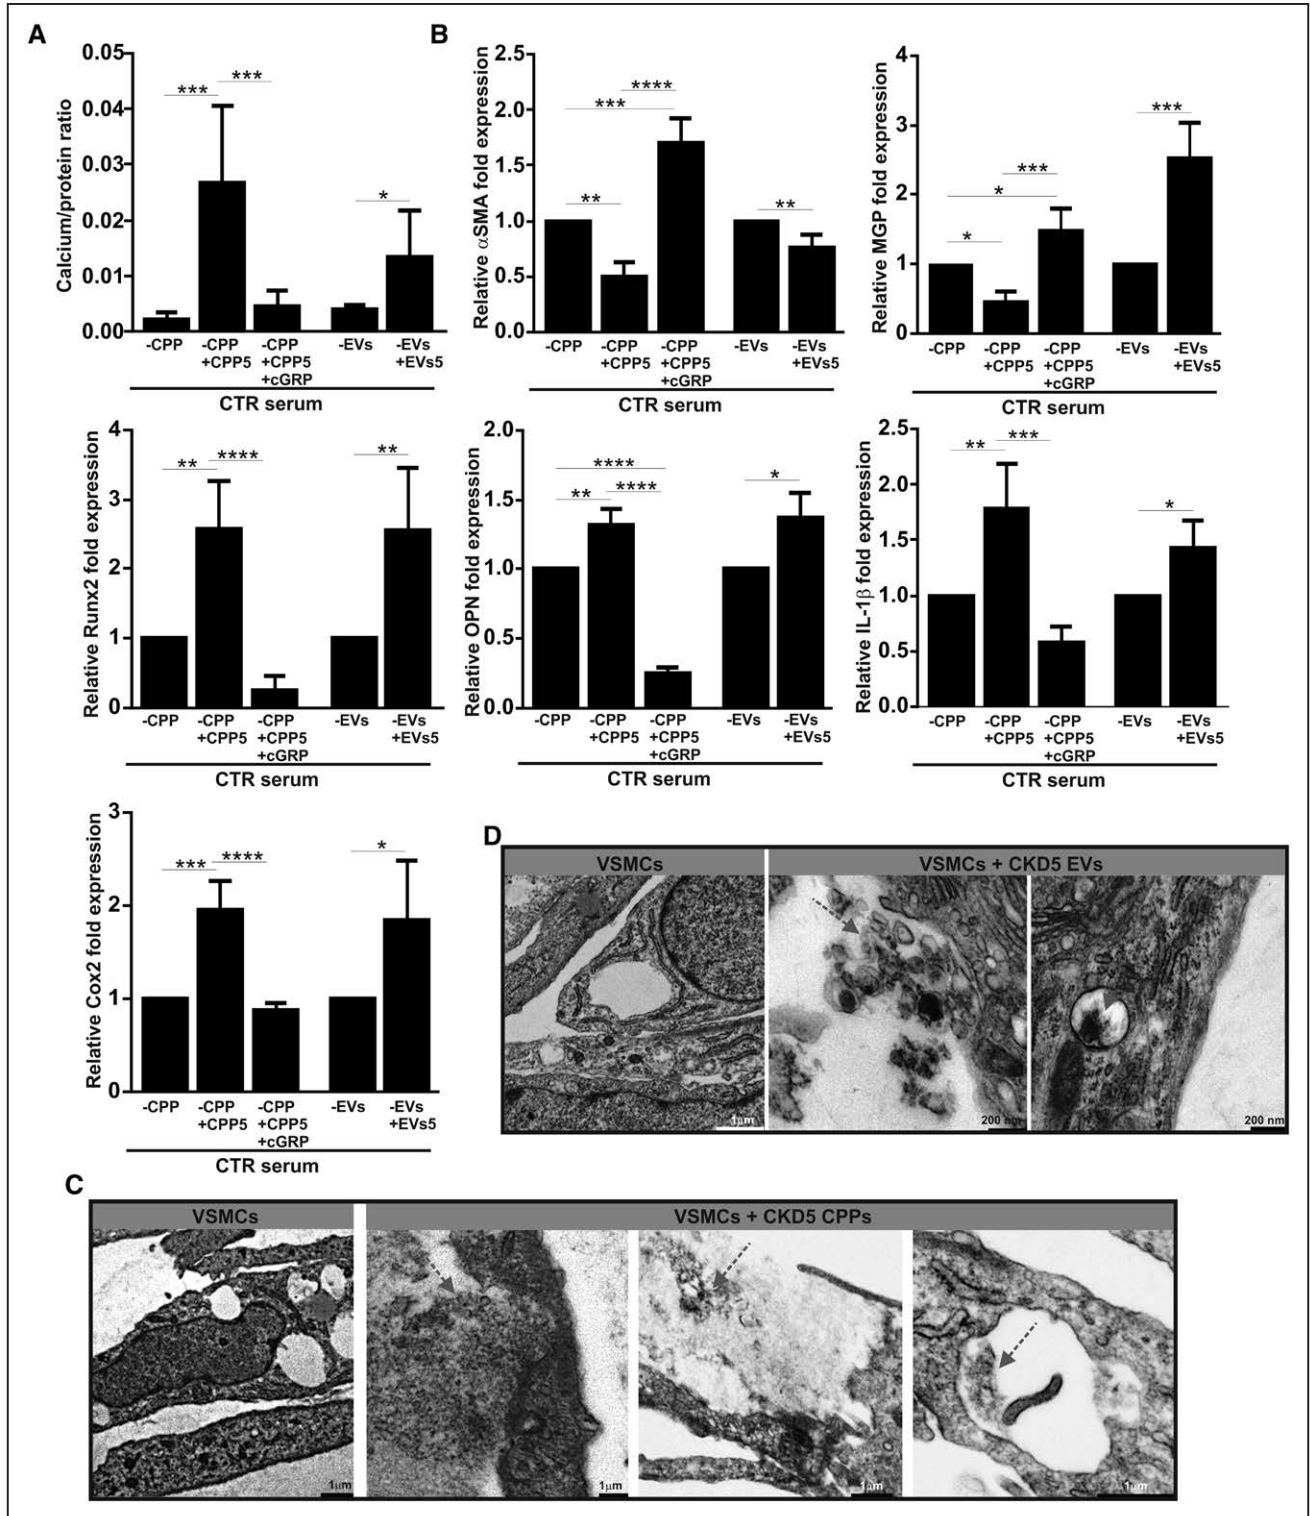 A
Calcium/protein ratio
0.05
0.04
0.03
0.02
0.01
0.00
*** *** *
-CPP -CPP -CPP -EVs -EVs
+CPP5 +CPP5 +EVs5
+cGRP
CTR serum
B
Relative αSMA fold expression
2.5
2.0
1.5
1.0
0.5
0.0
****
***
** **
-CPP -CPP -CPP -EVs -EVs
+CPP5 +CPP5 +EVs5
+cGRP
CTR serum
Relative MGP fold expression
4
3
2
1
0
***
***
*
*
-CPP -CPP -CPP -EVs -EVs
+CPP5 +CPP5 +EVs5
+cGRP
CTR serum
Relative Runx2 fold expression
4
3
2
1
0
** **** **
-CPP -CPP -CPP -EVs -EVs
+CPP5 +CPP5 +EVs5
+cGRP
CTR serum
Relative OPN fold expression
2.0
1.5
1.0
0.5
0.0
****
** **** *
-CPP -CPP -CPP -EVs -EVs
+CPP5 +CPP5 +EVs5
+cGRP
CTR serum
Relative IL-1β fold expression
2.5
2.0
1.5
1.0
0.5
0.0
** *** *
-CPP -CPP -CPP -EVs -EVs
+CPP5 +CPP5 +EVs5
+cGRP
CTR serum
Relative Cox2 fold expression
3
2
1
0
*** **** *
-CPP -CPP -CPP -EVs -EVs
+CPP5 +CPP5 +EVs5
+cGRP
CTR serum
D
VSMCs VSMCs + CKD5 EVs
1µm 200 nm 200 nm
C
VSMCs VSMCs + CKD5 CPPs
1µm 1µm 1µm 1µm